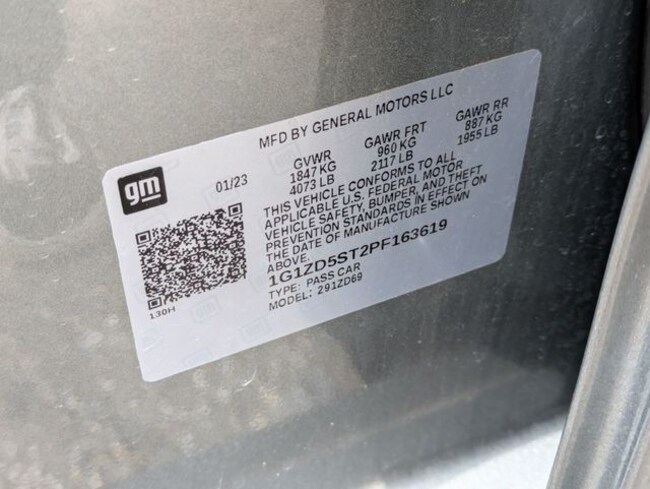 MFD BY GENERAL MOTORS LLC
gm
01/23
GVWR GAWR FRT GAWR RR
1847 KG 960 KG 887 KG
4073 LB 2117 LB 1955 LB
THIS VEHICLE CONFORMS TO ALL
APPLICABLE U.S. FEDERAL MOTOR
VEHICLE SAFETY, BUMPER, AND THEFT
PREVENTION STANDARDS IN EFFECT ON
THE DATE OF MANUFACTURE SHOWN
ABOVE.
1G1ZD5ST2PF163619
TYPE: PASS CAR
MODEL: 291ZD69
130H